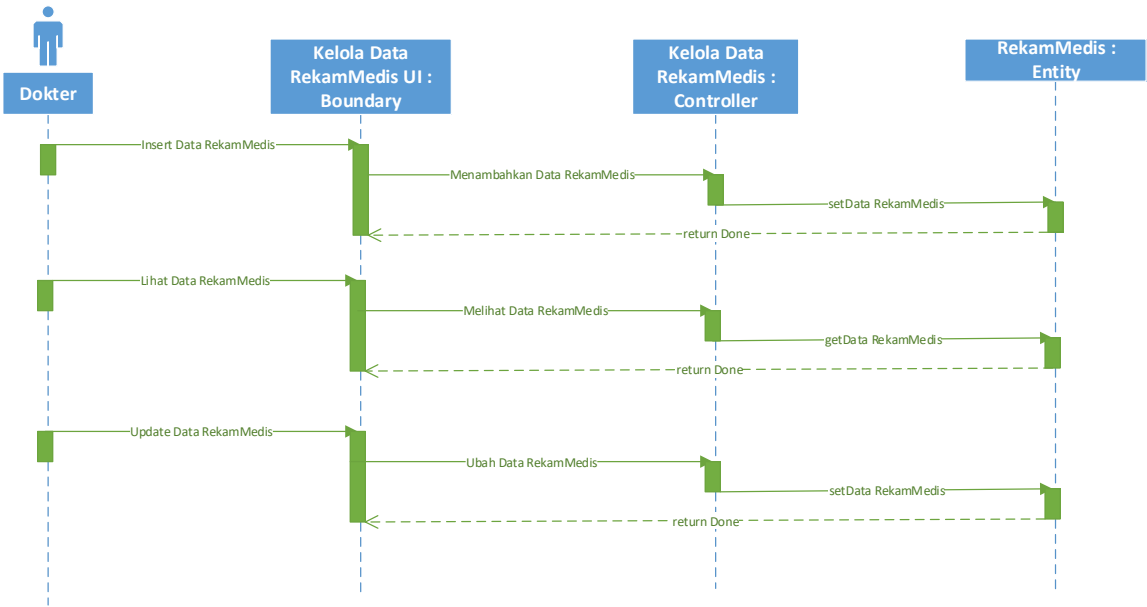 Dokter
Kelola Data
RekamMedis UI :
Boundary
Kelola Data
RekamMedis :
Controller
RekamMedis :
Entity
Insert Data RekamMedis
Menambahkan Data RekamMedis
setData RekamMedis
return Done
Lihat Data RekamMedis
Melihat Data RekamMedis
getData RekamMedis
return Done
Update Data RekamMedis
Ubah Data RekamMedis
setData RekamMedis
return Done